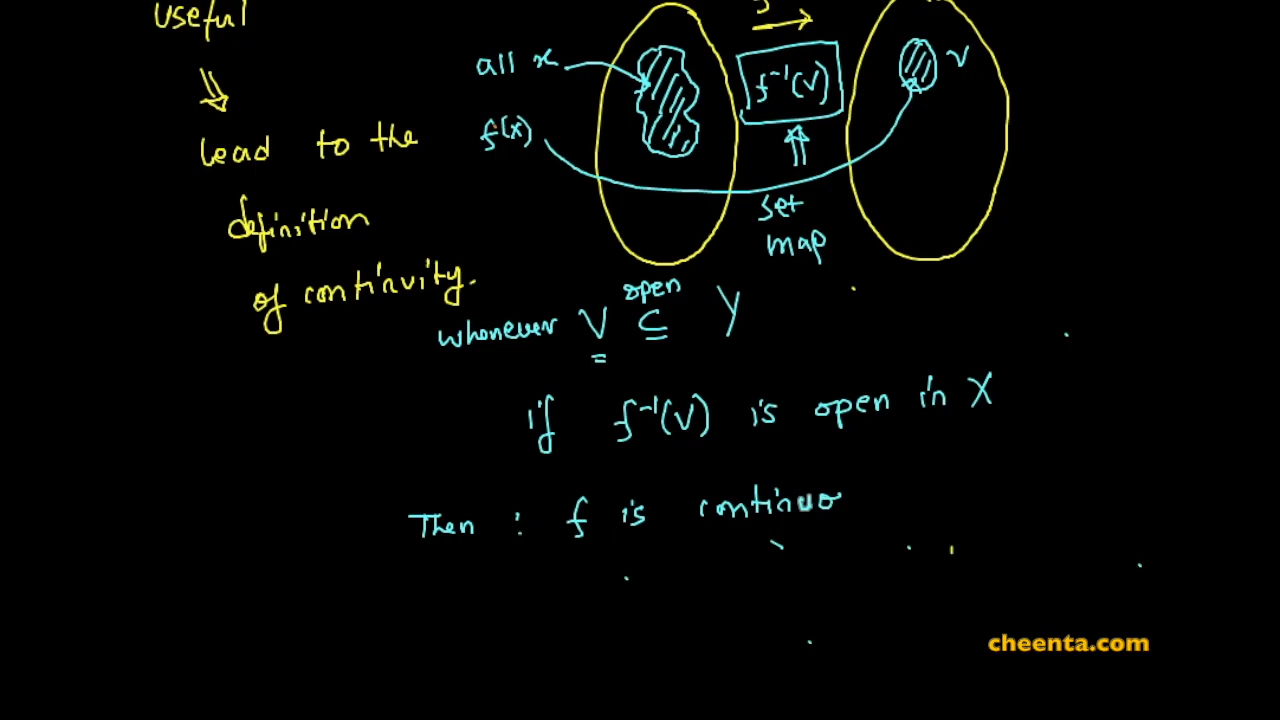 useful
⇓
lead to the
definition
of continuity.
all x
f(x)
f⁻¹(V)
V
set
map
open
whenever V ⊆ Y
if f⁻¹(V) is open in X
Then : f is continuo
cheenta.com